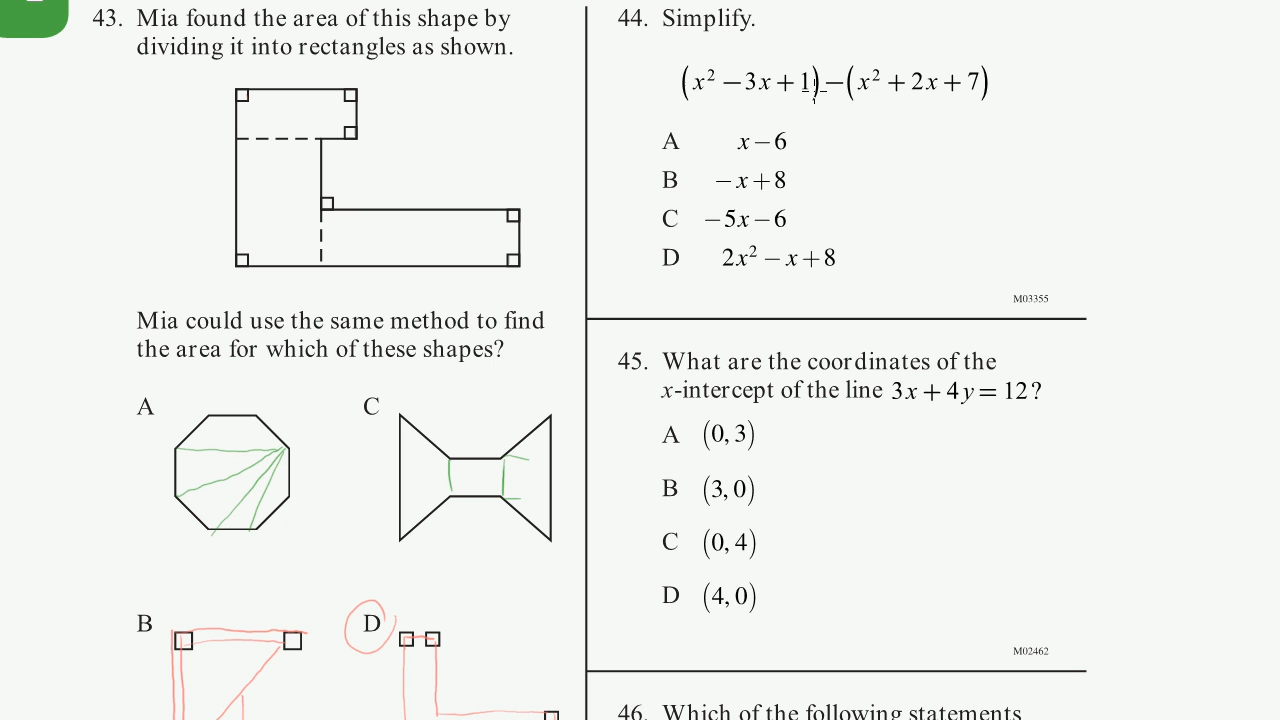 43. Mia found the area of this shape by
dividing it into rectangles as shown.
Mia could use the same method to find
the area for which of these shapes?
A
C
B
D
44. Simplify.
(x² − 3x + 1) − (x² + 2x + 7)
A x − 6
B −x + 8
C −5x − 6
D 2x² − x + 8
M03355
45. What are the coordinates of the
x-intercept of the line 3x + 4y = 12?
A (0, 3)
B (3, 0)
C (0, 4)
D (4, 0)
M02462
46. Which of the following statements